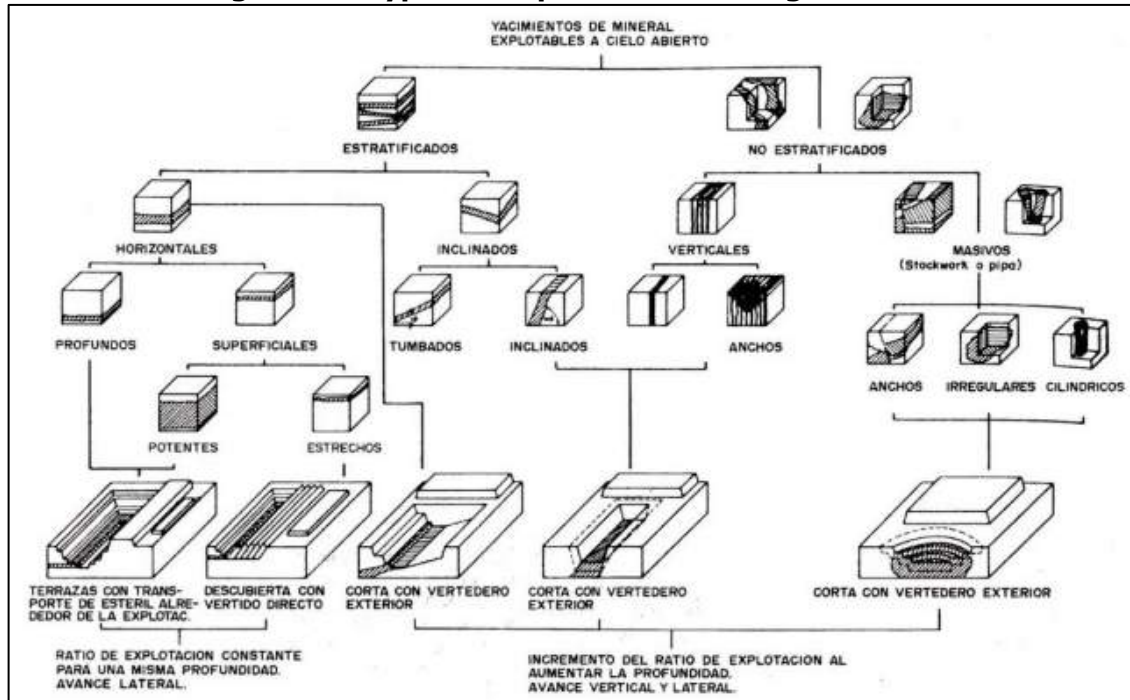 YACIMIENTOS DE MINERAL
EXPLOTABLES A CIELO ABIERTO
ESTRATIFICADOS
NO ESTRATIFICADOS
HORIZONTALES
INCLINADOS
VERTICALES
MASIVOS
(Stockwork o pipa)
PROFUNDOS
SUPERFICIALES
TUMBADOS
INCLINADOS
ANCHOS
ANCHOS
IRREGULARES
CILINDRICOS
POTENTES
ESTRECHOS
TERRAZAS CON TRANS-
PORTE DE ESTERIL ALRE-
DEDOR DE LA EXPLOTAC.
DESCUBIERTA CON
VERTIDO DIRECTO
CORTA CON VERTEDERO
EXTERIOR
CORTA CON VERTEDERO
EXTERIOR
CORTA CON VERTEDERO EXTERIOR
RATIO DE EXPLOTACION CONSTANTE
PARA UNA MISMA PROFUNDIDAD.
AVANCE LATERAL.
INCREMENTO DEL RATIO DE EXPLOTACION AL
AUMENTAR LA PROFUNDIDAD.
AVANCE VERTICAL Y LATERAL.